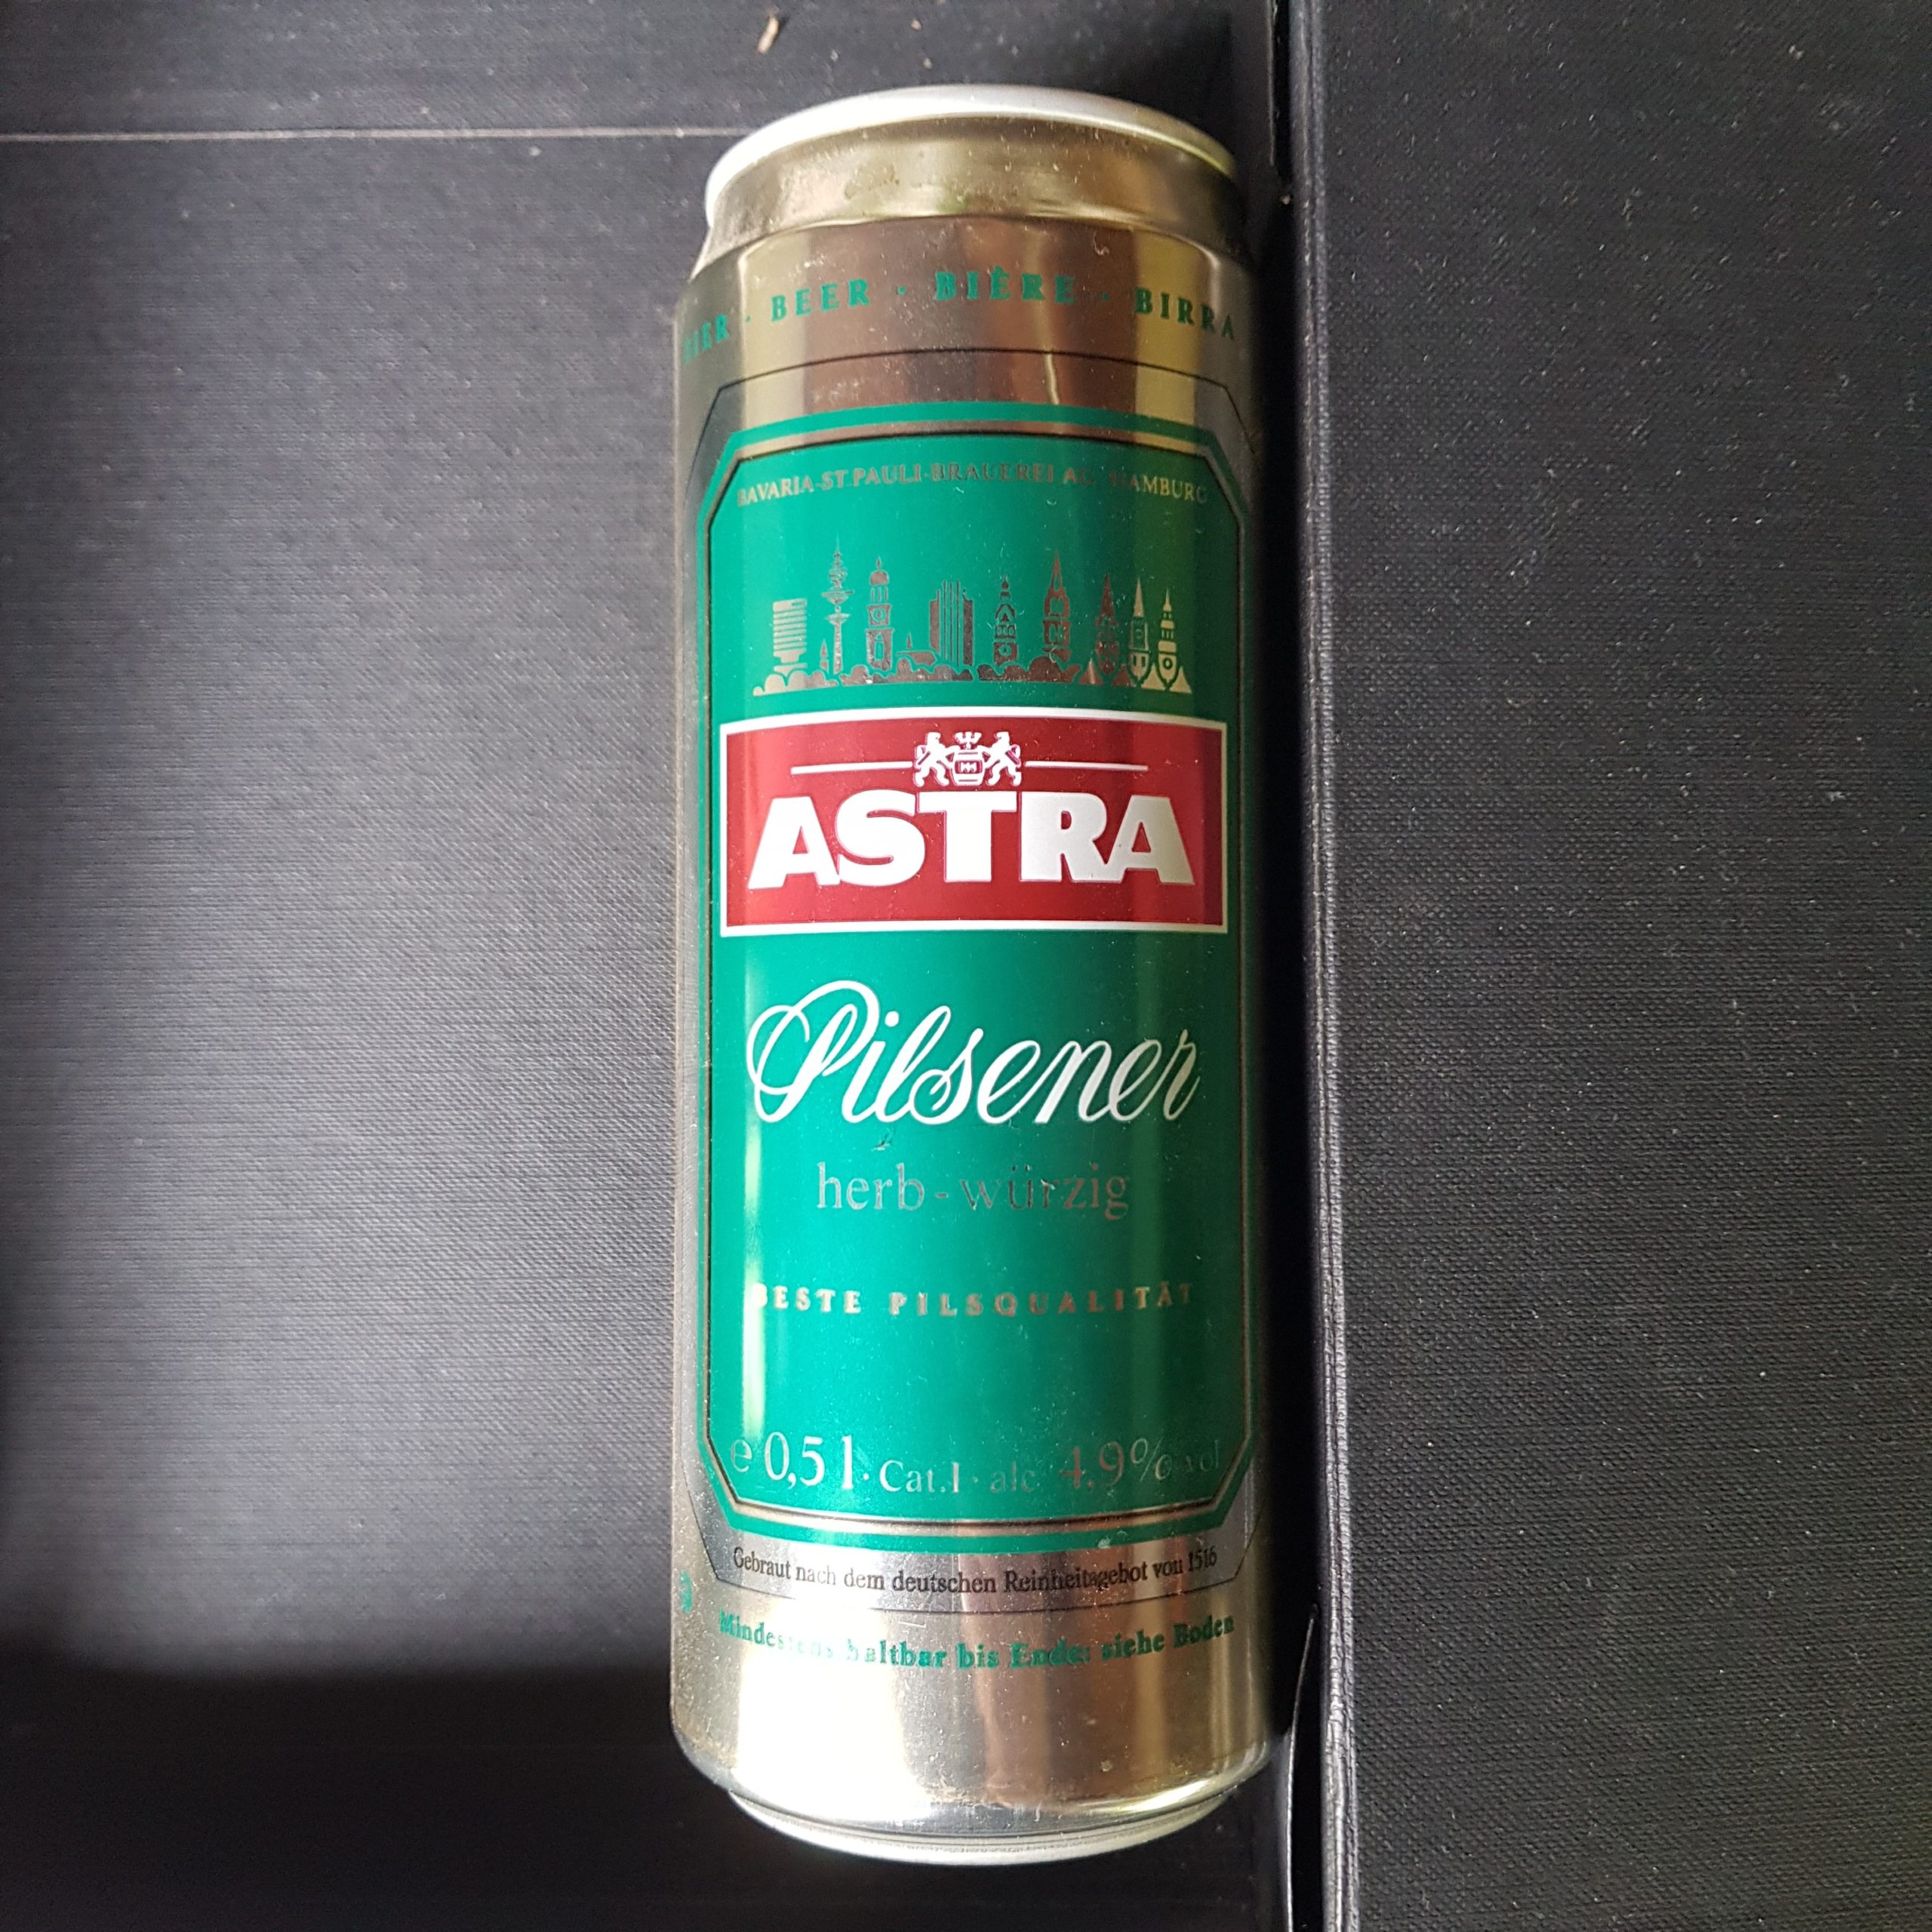 BIER · BEER · BIÈRE · BIRRA
BAVARIA-ST.PAULI-BRAUEREI AG HAMBURG
ASTRA
Pilsener
herb-würzig
BESTE PILSQUALITÄT
e 0,5 l · Cat.I · alc 4,9% vol
Gebraut nach dem deutschen Reinheitsgebot von 1516
Mindestens haltbar bis Ende: siehe Boden